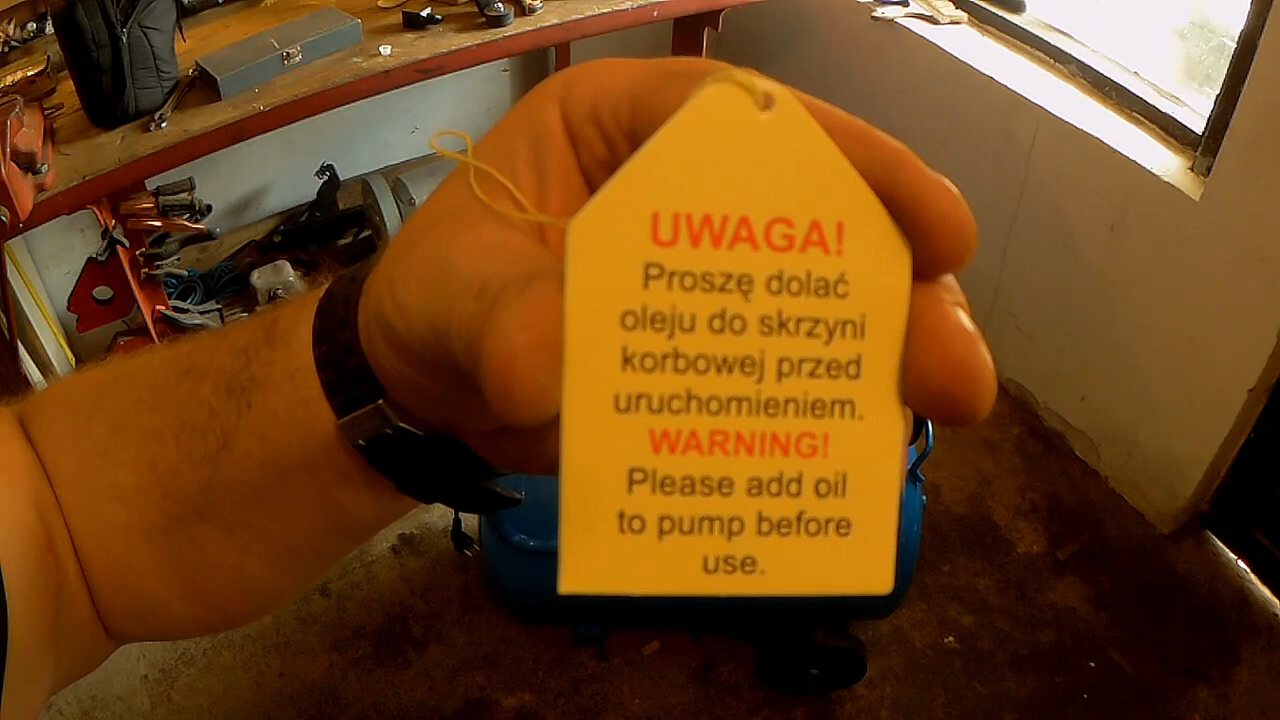 UWAGA!
Proszę dolać
oleju do skrzyni
korbowej przed
uruchomieniem.
WARNING!
Please add oil
to pump before
use.